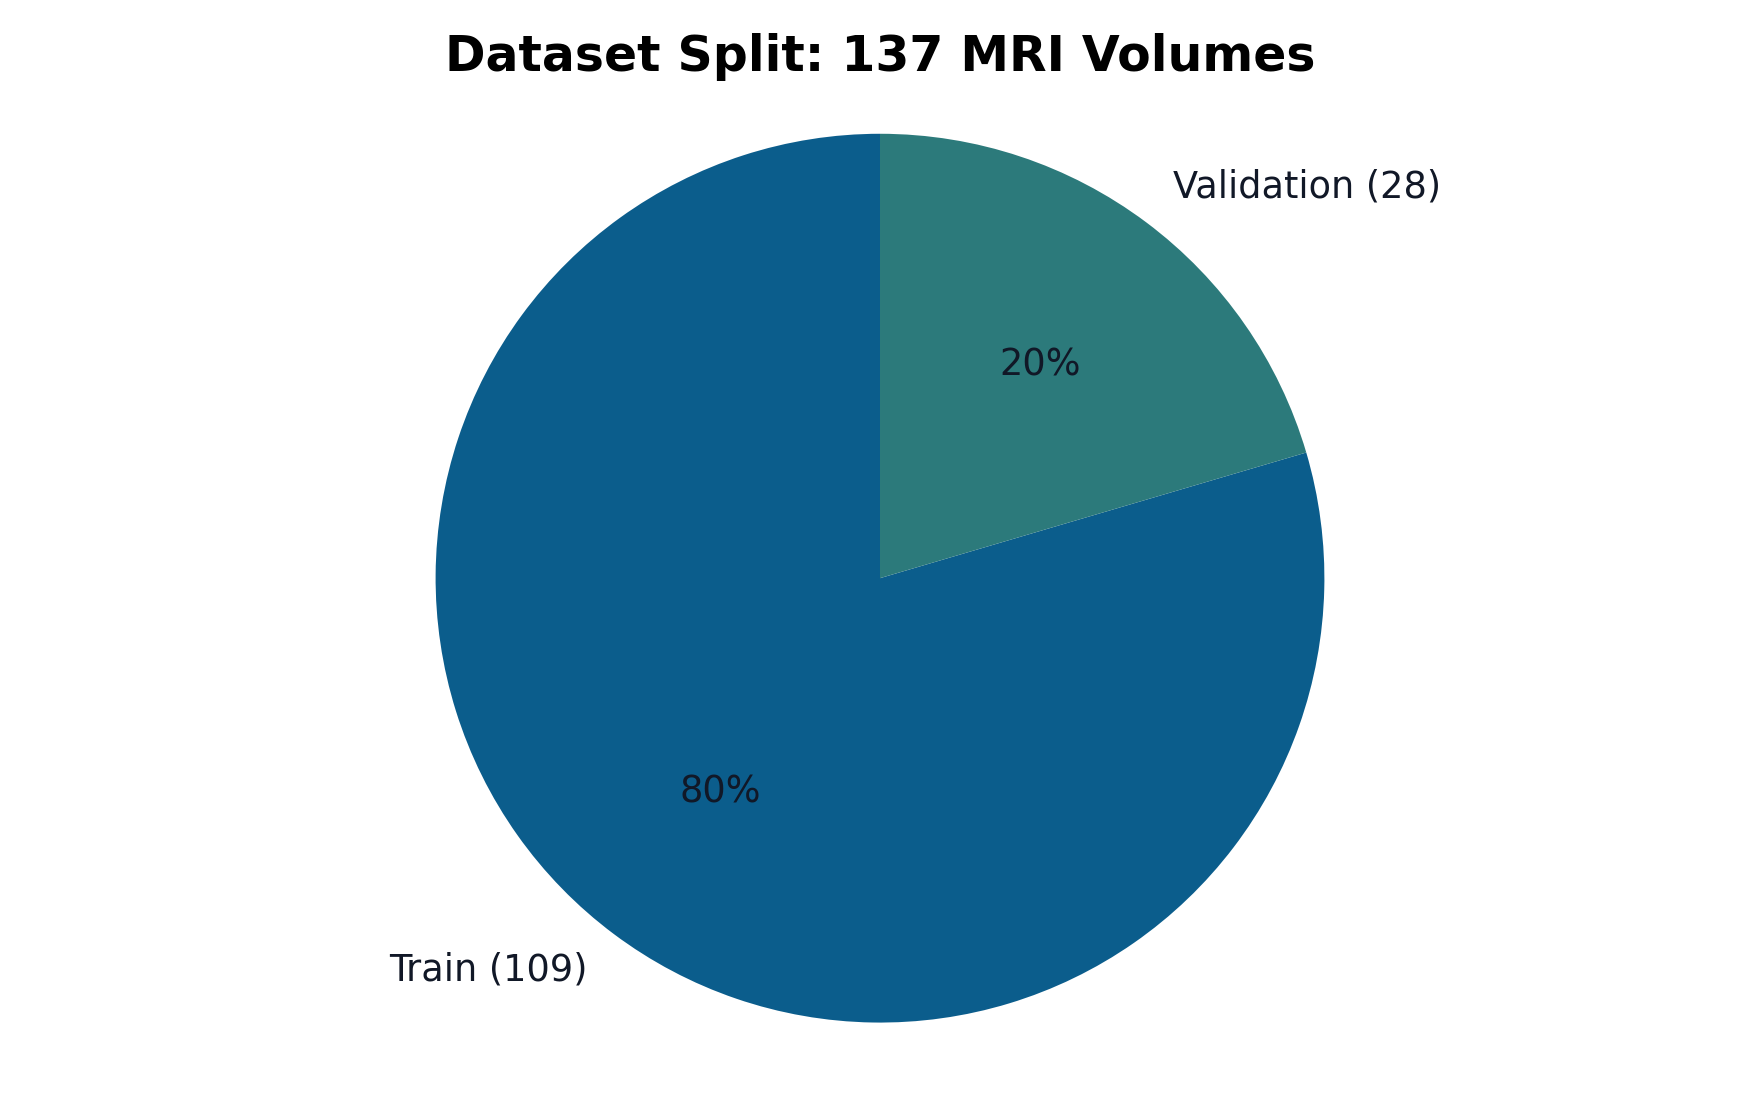 Dataset Split: 137 MRI Volumes
Validation (28)
20%
80%
Train (109)